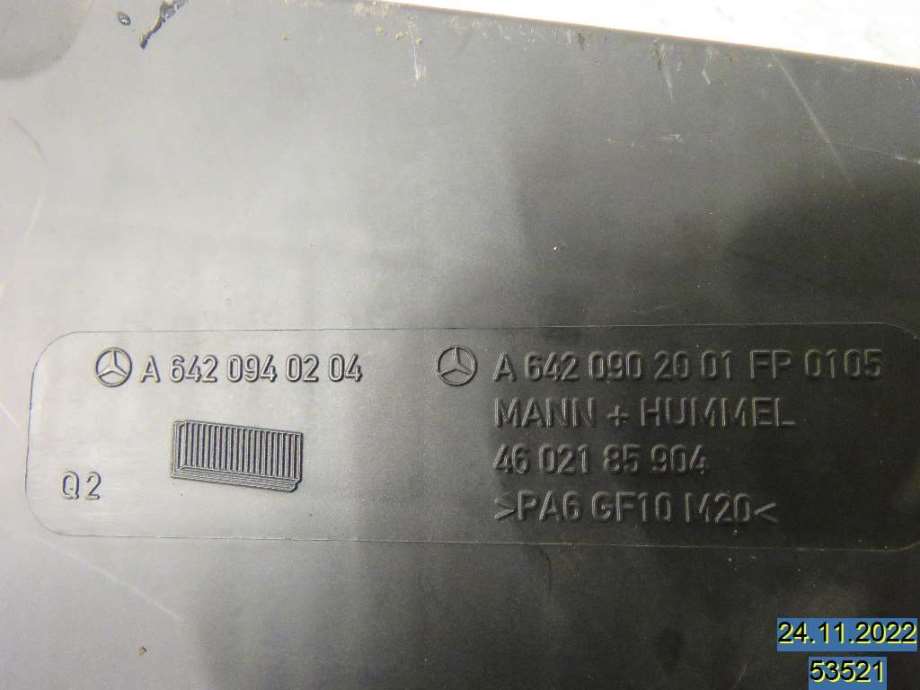 A 642 094 02 04
Q2
A 642 090 20 01 FP 0105
MANN + HUMMEL
46 021 85 904
>PA6 GF10 M20<
24.11.2022
53521